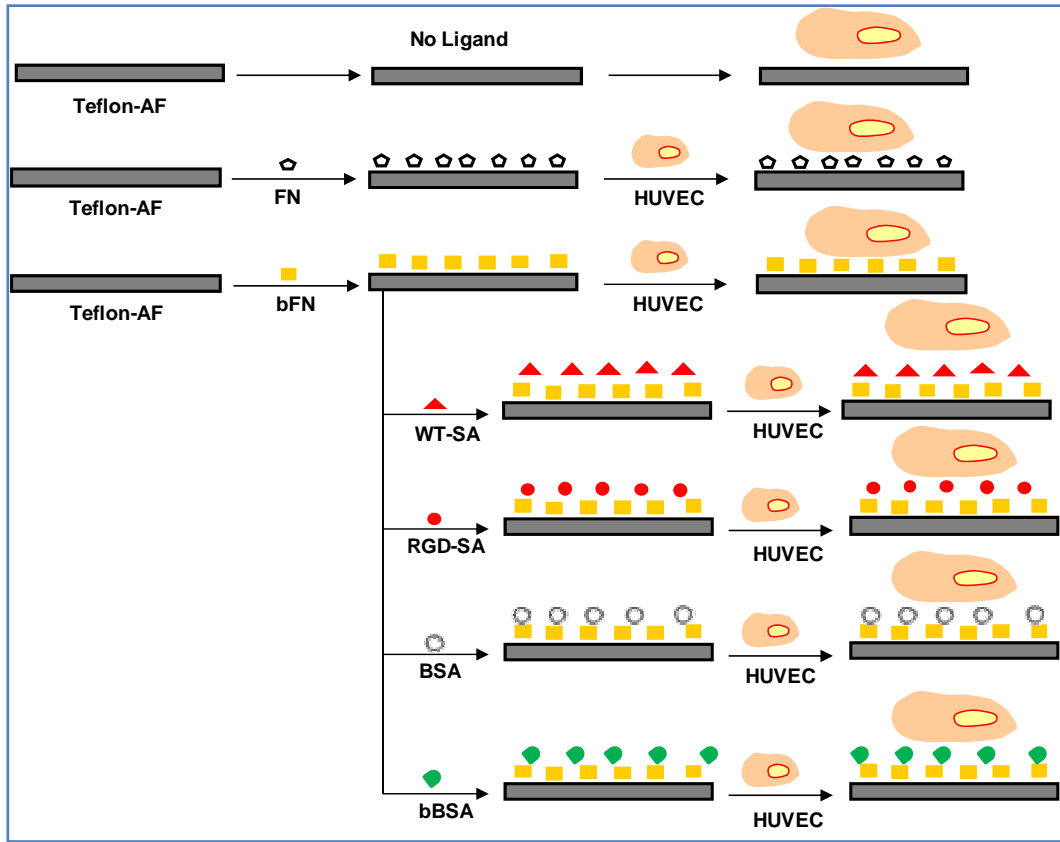 No Ligand
Teflon-AF
FN
HUVEC
Teflon-AF
bFN
HUVEC
Teflon-AF
WT-SA
HUVEC
RGD-SA
HUVEC
BSA
HUVEC
bBSA
HUVEC